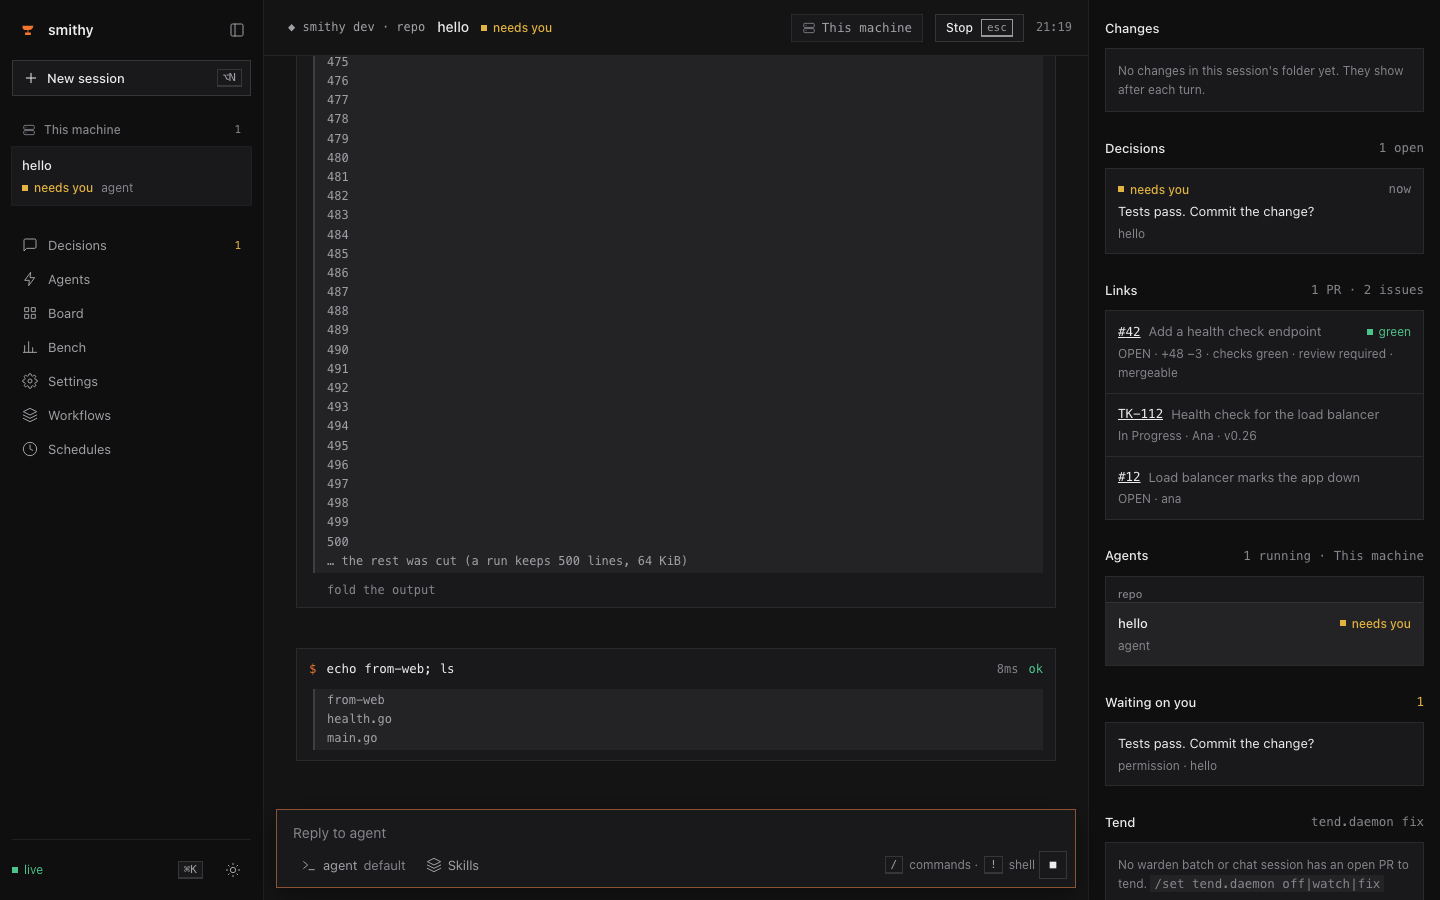 smithy
New session ⌥N
This machine 1
hello
needs you agent
Decisions 1
Agents
Board
Bench
Settings
Workflows
Schedules
live ⌘K
◆ smithy dev · repo hello needs you This machine Stop esc 21:19
475
476
477
478
479
480
481
482
483
484
485
486
487
488
489
490
491
492
493
494
495
496
497
498
499
500
… the rest was cut (a run keeps 500 lines, 64 KiB)
fold the output
$ echo from-web; ls 8ms ok
from-web
health.go
main.go
Reply to agent
agent default Skills / commands · ! shell
Changes
No changes in this session's folder yet. They show
after each turn.
Decisions 1 open
needs you now
Tests pass. Commit the change?
hello
Links 1 PR · 2 issues
#42 Add a health check endpoint green
OPEN · +48 −3 · checks green · review required ·
mergeable
TK-112 Health check for the load balancer
In Progress · Ana · v0.26
#12 Load balancer marks the app down
OPEN · ana
Agents 1 running · This machine
repo
hello needs you
agent
Waiting on you 1
Tests pass. Commit the change?
permission · hello
Tend tend.daemon fix
No warden batch or chat session has an open PR to
tend. /set tend.daemon off|watch|fix